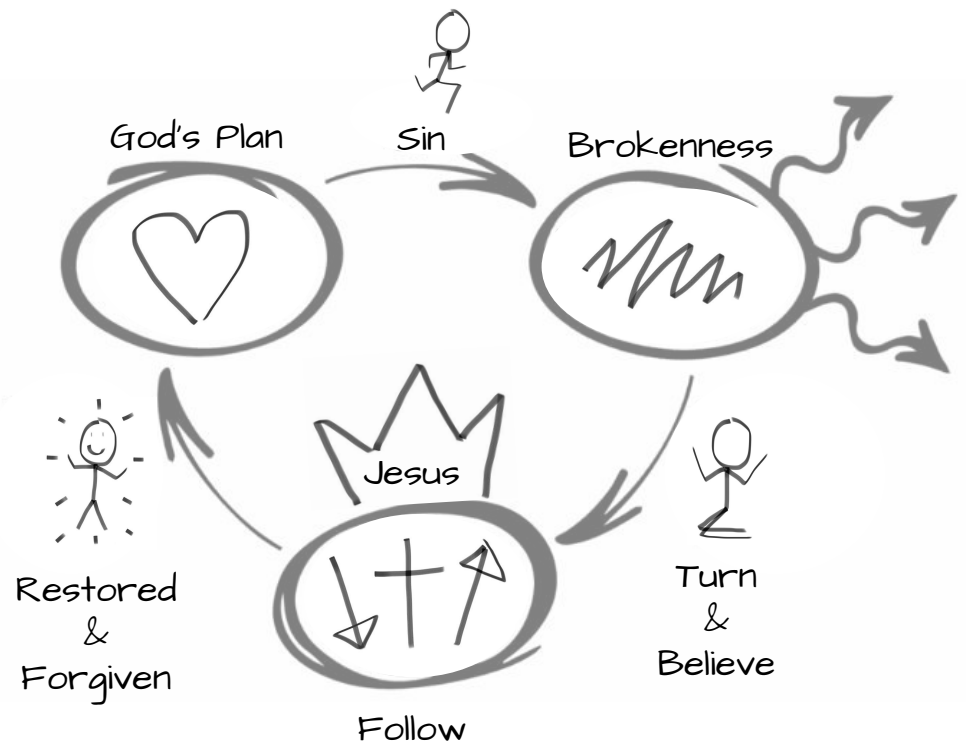 God's Plan
Sin
Brokenness
Jesus
Turn
&
Believe
Restored
&
Forgiven
Follow